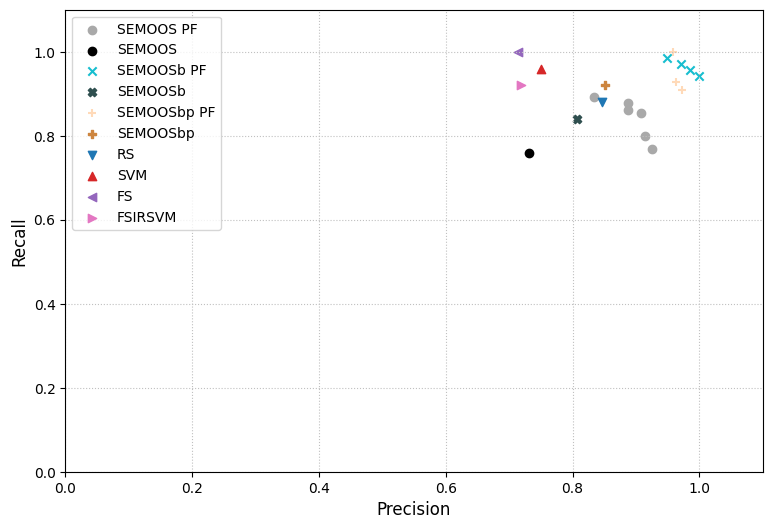 SEMOOS PF
SEMOOS
SEMOOSb PF
SEMOOSb
SEMOOSbp PF
SEMOOSbp
RS
SVM
FS
FSIRSVM
1.0
0.8
0.6
0.4
0.2
0.0
Recall
0.0 0.2 0.4 0.6 0.8 1.0
Precision